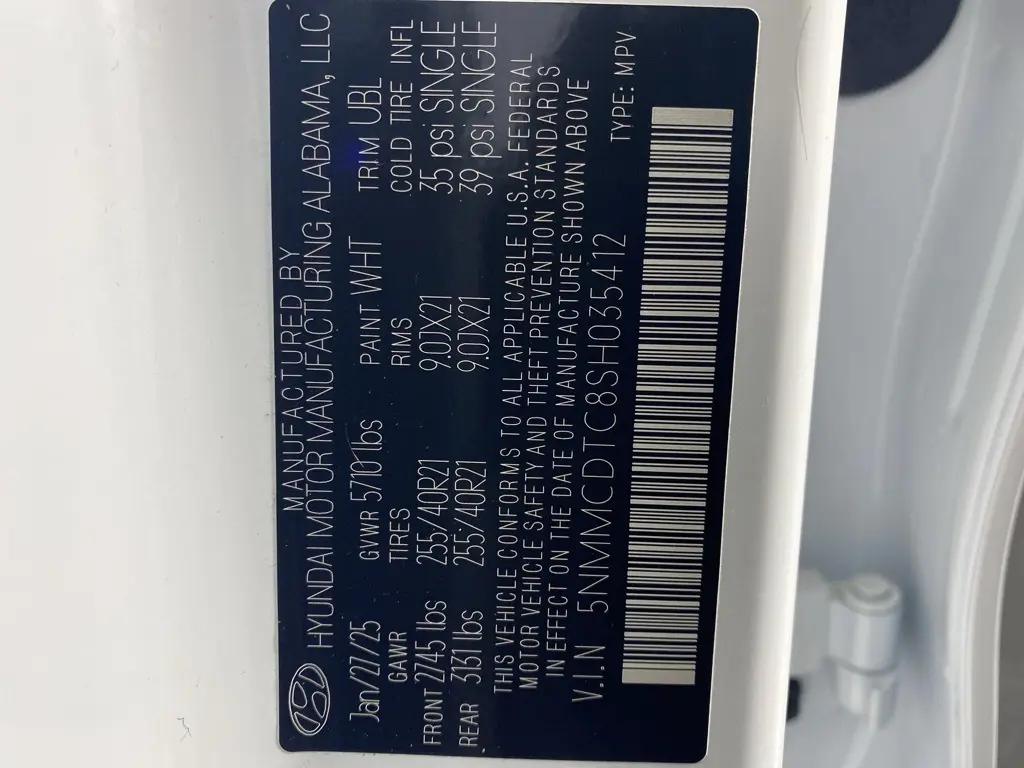 MANUFACTURED BY
HYUNDAI MOTOR MANUFACTURING ALABAMA, LLC
Jan/27/25 GVWR 5710 lbs PAINT WHT TRIM UBL
GAWR TIRES RIMS COLD TIRE INFL
FRONT 2745 lbs 255/40R21 9.0JX21 35 psi SINGLE
REAR 3131 lbs 255/40R21 9.0JX21 39 psi SINGLE
THIS VEHICLE CONFORMS TO ALL APPLICABLE U.S.A. FEDERAL
MOTOR VEHICLE SAFETY AND THEFT PREVENTION STANDARDS
IN EFFECT ON THE DATE OF MANUFACTURE SHOWN ABOVE
V.I.N 5NMMCDTC8SH035412 TYPE: MPV